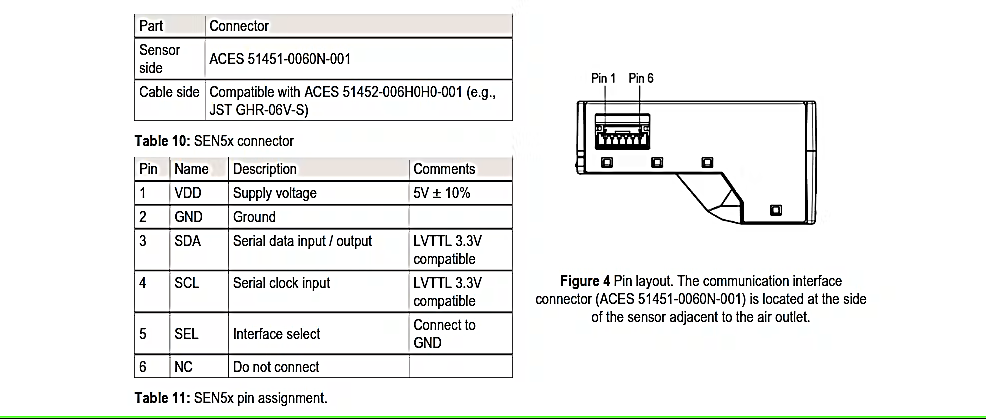 Part Connector
Sensor side ACES 51451-0060N-001
Cable side Compatible with ACES 51452-006H0H0-001 (e.g.,
JST GHR-06V-S)
Table 10: SEN5x connector
Pin Name Description Comments
1 VDD Supply voltage 5V ± 10%
2 GND Ground
3 SDA Serial data input / output LVTTL 3.3V
compatible
4 SCL Serial clock input LVTTL 3.3V
compatible
5 SEL Interface select Connect to
GND
6 NC Do not connect
Table 11: SEN5x pin assignment.
Pin 1 Pin 6
Figure 4 Pin layout. The communication interface
connector (ACES 51451-0060N-001) is located at the side
of the sensor adjacent to the air outlet.